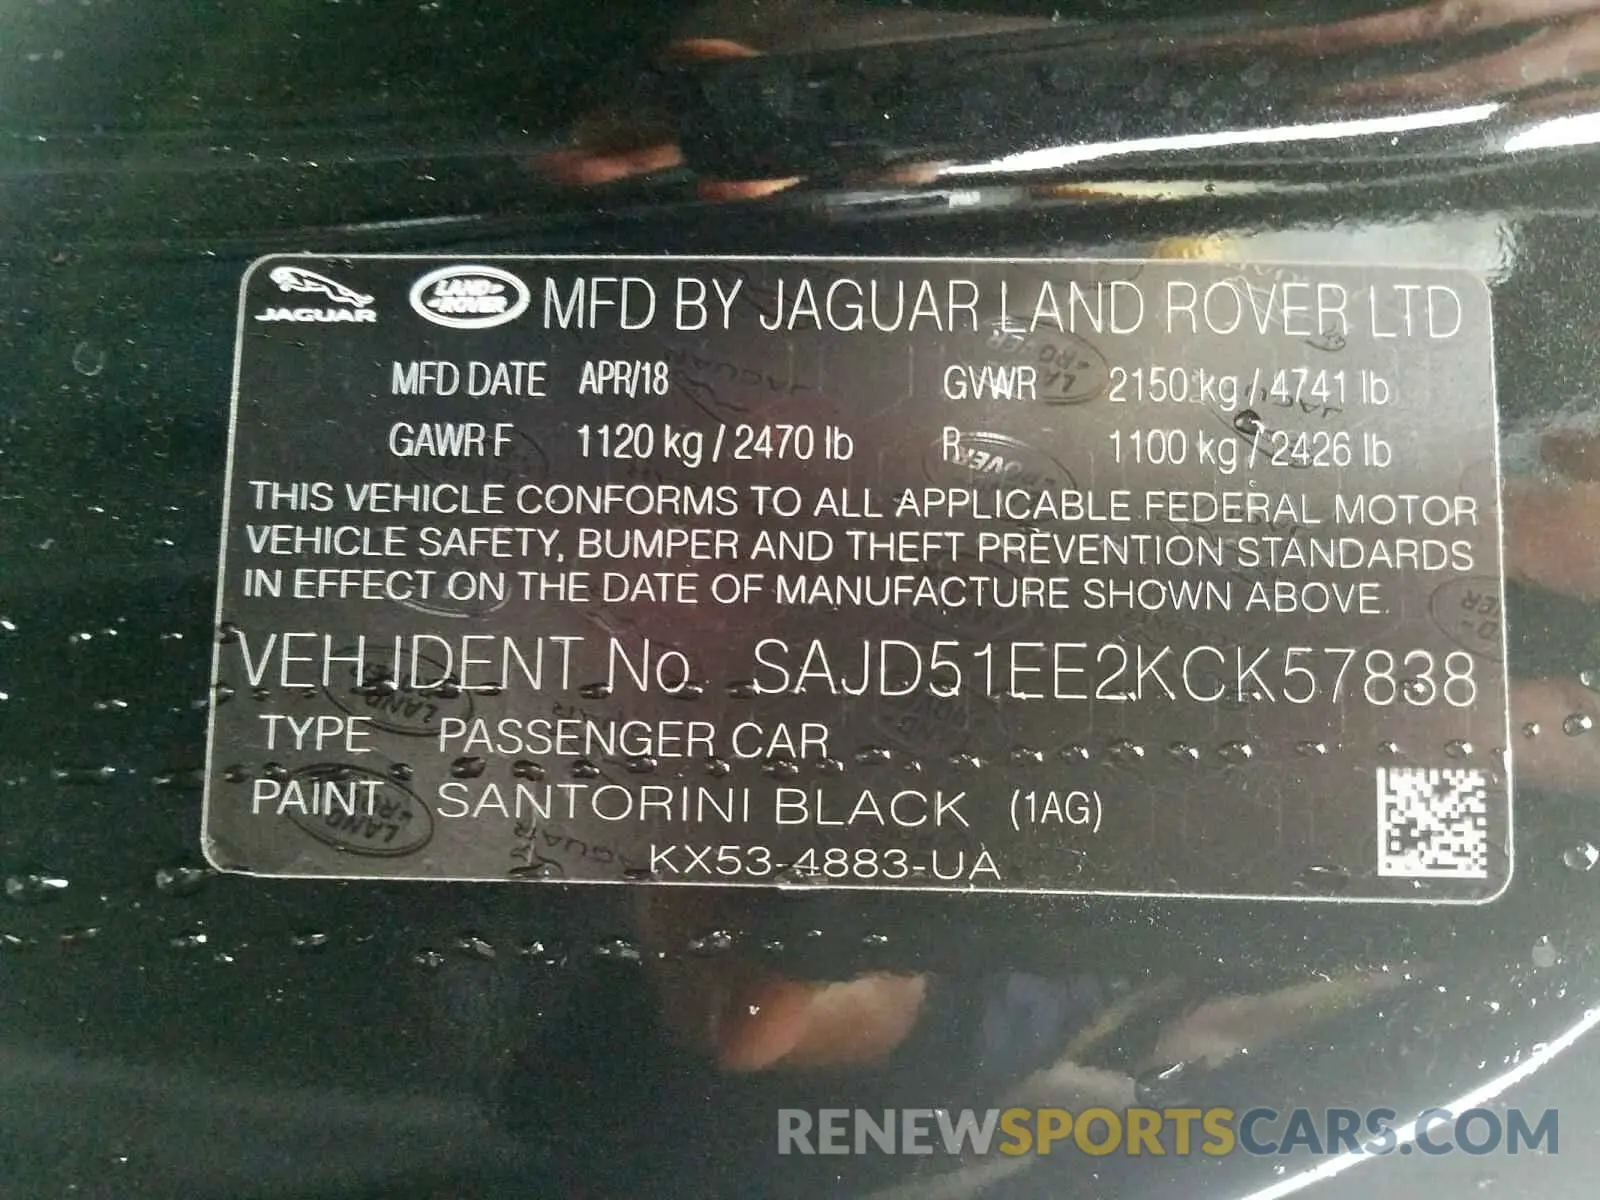 JAGUAR LAND ROVER MFD BY JAGUAR LAND ROVER LTD
MFD DATE APR/18 GVWR 2150 kg / 4741 lb
GAWR F 1120 kg / 2470 lb R 1100 kg / 2426 lb
THIS VEHICLE CONFORMS TO ALL APPLICABLE FEDERAL MOTOR
VEHICLE SAFETY, BUMPER AND THEFT PREVENTION STANDARDS
IN EFFECT ON THE DATE OF MANUFACTURE SHOWN ABOVE.
VEH IDENT No. SAJD51EE2KCK57838
TYPE PASSENGER CAR
PAINT SANTORINI BLACK (1AG)
KX53-4883-UA
RENEWSPORTSCARS.COM